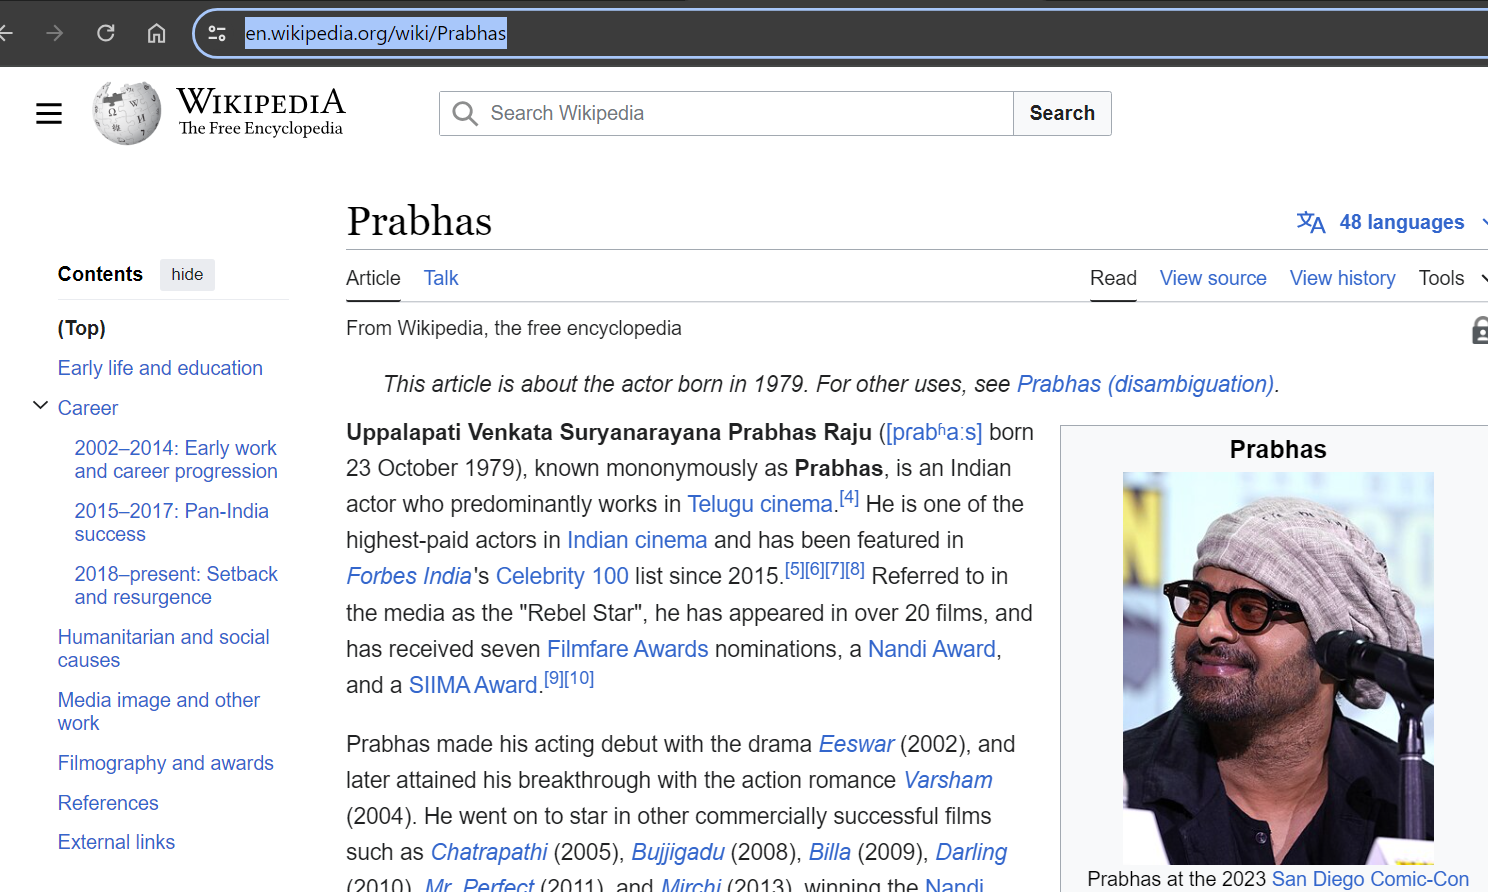 en.wikipedia.org/wiki/Prabhas
WIKIPEDIA
The Free Encyclopedia
Search Wikipedia
Search
Prabhas
48 languages
Contents
hide
Article
Talk
Read
View source
View history
Tools
(Top)
Early life and education
Career
2002–2014: Early work
and career progression
2015–2017: Pan-India
success
2018–present: Setback
and resurgence
Humanitarian and social
causes
Media image and other
work
Filmography and awards
References
External links
From Wikipedia, the free encyclopedia
This article is about the actor born in 1979. For other uses, see Prabhas (disambiguation).
Uppalapati Venkata Suryanarayana Prabhas Raju ([prabʱaːs] born
23 October 1979), known mononymously as Prabhas, is an Indian
actor who predominantly works in Telugu cinema.[4] He is one of the
highest-paid actors in Indian cinema and has been featured in
Forbes India's Celebrity 100 list since 2015.[5][6][7][8] Referred to in
the media as the "Rebel Star", he has appeared in over 20 films, and
has received seven Filmfare Awards nominations, a Nandi Award,
and a SIIMA Award.[9][10]
Prabhas made his acting debut with the drama Eeswar (2002), and
later attained his breakthrough with the action romance Varsham
(2004). He went on to star in other commercially successful films
such as Chatrapathi (2005), Bujjigadu (2008), Billa (2009), Darling
(2010), Mr. Perfect (2011), and Mirchi (2013), winning the Nandi
Prabhas
Prabhas at the 2023 San Diego Comic-Con